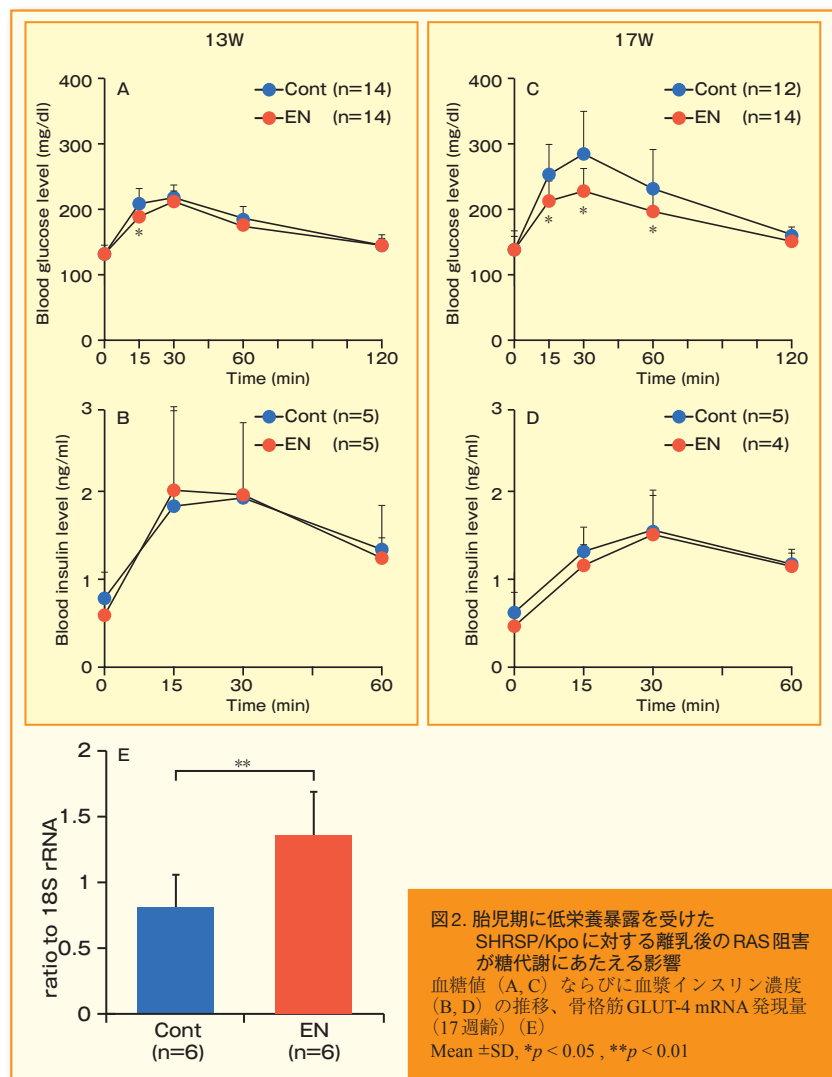 13W
A
Cont (n=14)
EN (n=14)
Blood glucose level (mg/dl)
400
300
200
100
0
*
0 15 30 60 120
Time (min)
B
Cont (n=5)
EN (n=5)
Blood insulin level (ng/ml)
3
2
1
0
0 15 30 60
Time (min)
17W
C
Cont (n=12)
EN (n=14)
Blood glucose level (mg/dl)
400
300
200
100
0
* * *
0 15 30 60 120
Time (min)
D
Cont (n=5)
EN (n=4)
Blood insulin level (ng/ml)
3
2
1
0
0 15 30 60
Time (min)
E
**
ratio to 18S rRNA
2
1.5
1
0.5
0
Cont EN
(n=6) (n=6)
図2. 胎児期に低栄養暴露を受けた
SHRSP/Kpoに対する離乳後のRAS阻害
が糖代謝にあたえる影響
血糖値（A, C）ならびに血漿インスリン濃度
（B, D）の推移、骨格筋GLUT-4 mRNA発現量
（17週齢）（E）
Mean ±SD, *p < 0.05 , **p < 0.01